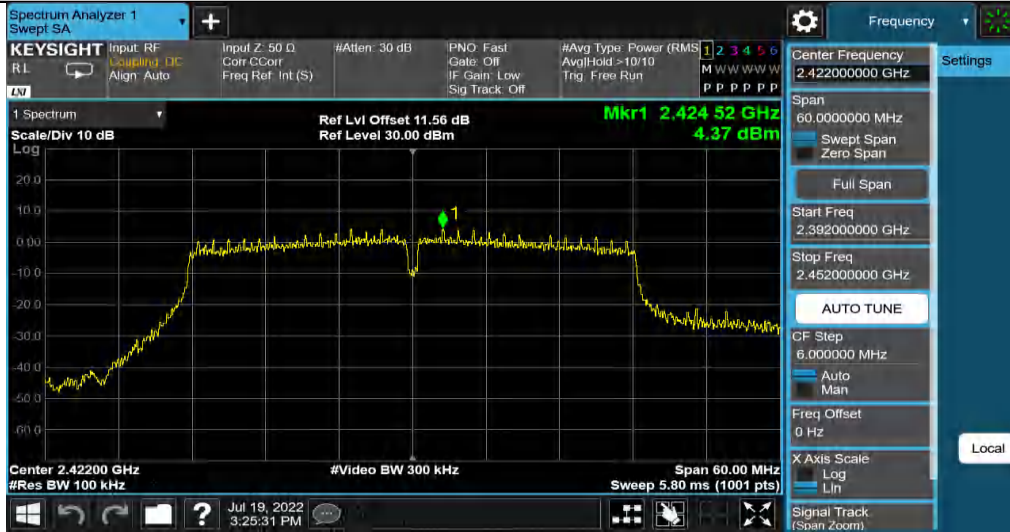 Spectrum Analyzer 1
Swept SA
Frequency
KEYSIGHT
Input: RF
Input Z: 50 Ω
#Atten: 30 dB
PNO: Fast
#Avg Type: Power (RMS
1 2 3 4 5 6
RL
Coupling: DC
Corr CCorr
Gate: Off
Avg|Hold >10/10
M W W W W W
Align: Auto
Freq Ref: Int (S)
IF Gain: Low
Trig: Free Run
Sig Track: Off
P P P P P P
LXI
1 Spectrum
Ref Lvl Offset 11.56 dB
Mkr1 2.424 52 GHz
Scale/Div 10 dB
Ref Level 30.00 dBm
4.37 dBm
Log
20.0
10.0
0.00
-10.0
-20.0
-30.0
-40.0
-50.0
-60.0
1
Center 2.42200 GHz
#Video BW 300 kHz
Span 60.00 MHz
#Res BW 100 kHz
Sweep 5.80 ms (1001 pts)
Jul 19, 2022
3:25:31 PM
?
Center Frequency
2.422000000 GHz
Settings
Span
60.0000000 MHz
Swept Span
Zero Span
Full Span
Start Freq
2.392000000 GHz
Stop Freq
2.452000000 GHz
AUTO TUNE
CF Step
6.000000 MHz
Auto
Man
Freq Offset
0 Hz
Local
X Axis Scale
Log
Lin
Signal Track
(Span Zoom)